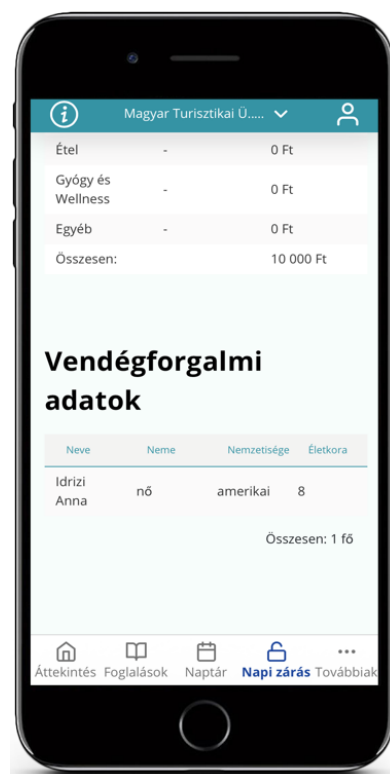 Magyar Turisztikai Ü.....
Étel - 0 Ft
Gyógy és
Wellness - 0 Ft
Egyéb - 0 Ft
Összesen: 10 000 Ft
Vendégforgalmi
adatok
Neve Neme Nemzetisége Életkora
Idrizi
Anna nő amerikai 8
Összesen: 1 fő
Áttekintés Foglalások Naptár Napi zárás Továbbiak